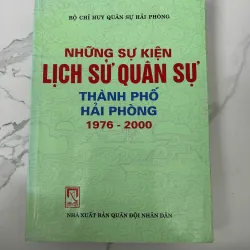 BỘ CHỈ HUY QUÂN SỰ HẢI PHÒNG
NHỮNG SỰ KIỆN
LỊCH SỬ QUÂN SỰ
THÀNH PHỐ
HẢI PHÒNG
1976 - 2000
NHÀ XUẤT BẢN QUÂN ĐỘI NHÂN DÂN